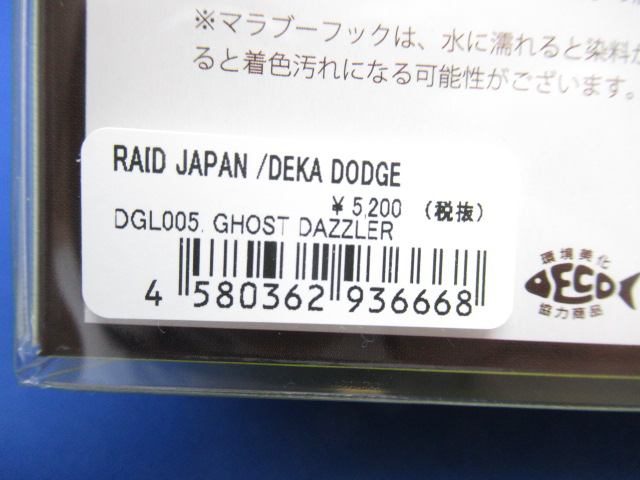 ※マラブーフックは、水に濡れると染料が
ると着色汚れになる可能性がございます。
RAID JAPAN /DEKA DODGE
¥ 5,200 (税抜)
DGL005. GHOST DAZZLER
4 580362 936668
環境美化
DECO
協力商品